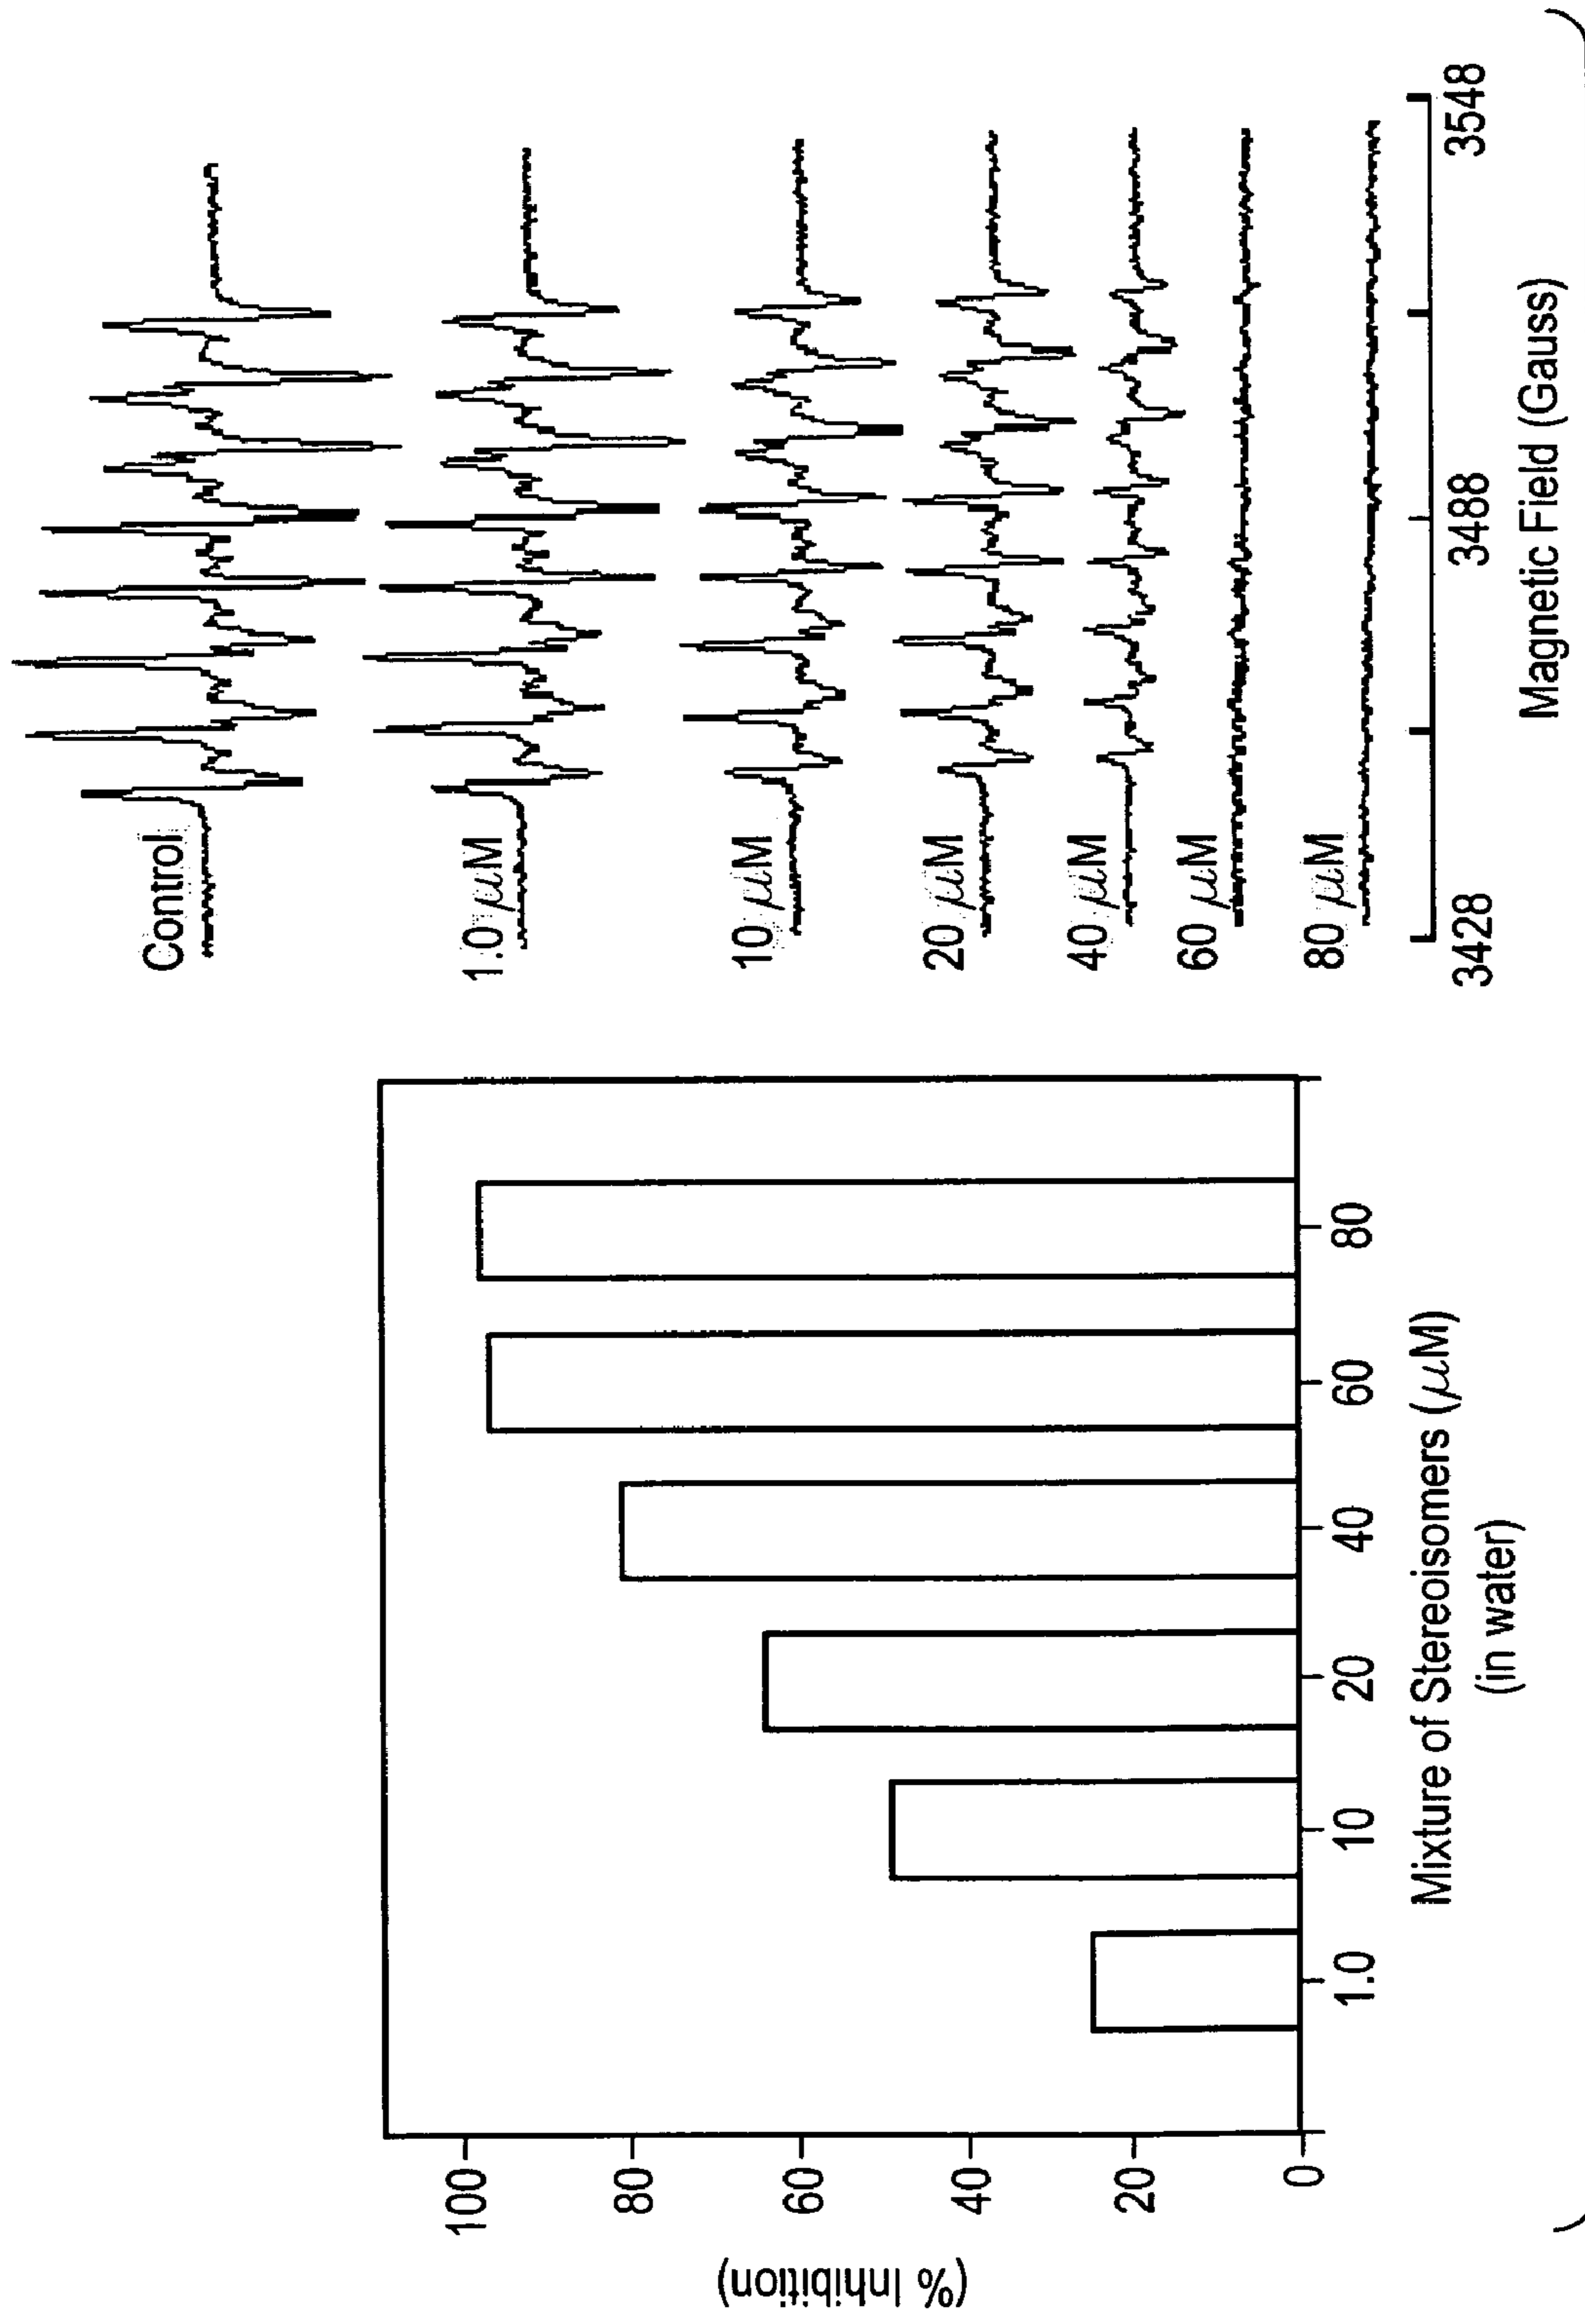 (% Inhibition)
100
80
60
40
20
0
1.0
10
20
40
60
80
Mixture of Stereoisomers (μM)
(in water)
Control
1.0 μM
10 μM
20 μM
40 μM
60 μM
80 μM
3428
3488
3548
Magnetic Field (Gauss)